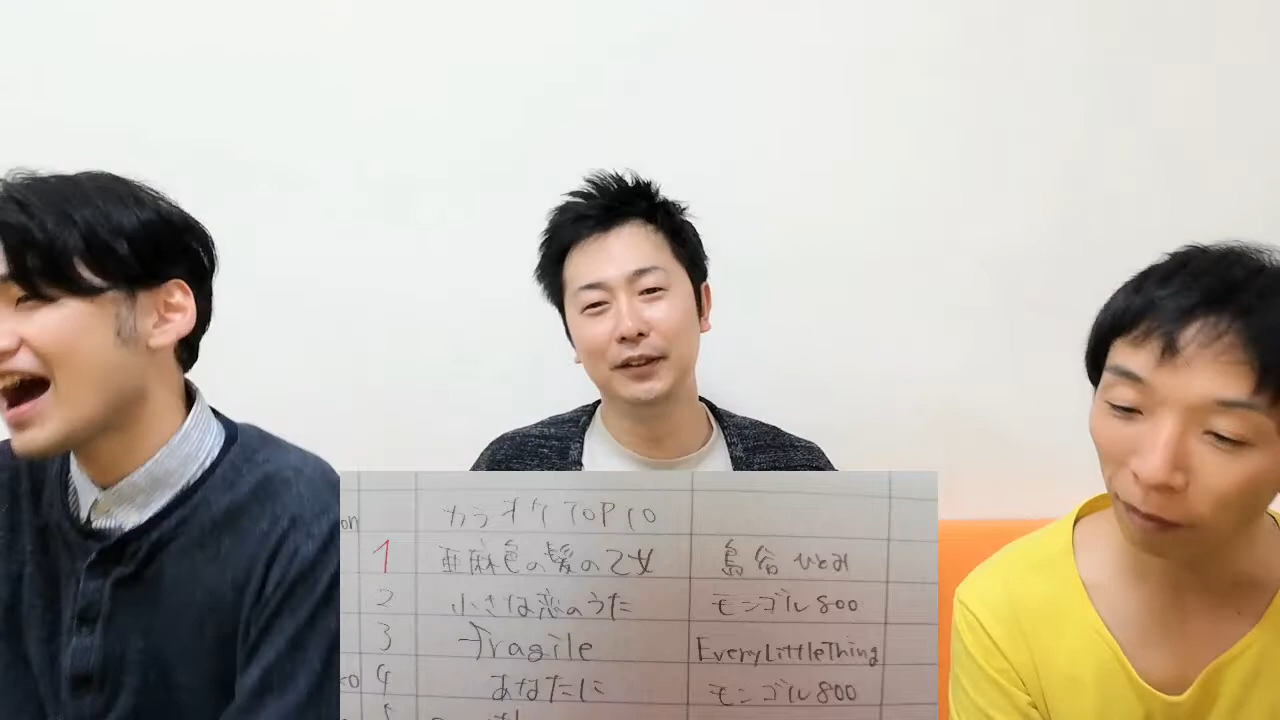 カラオケTOP10
on 1 亜麻色の髪の乙女 島谷ひとみ
2 小さな恋のうた モンゴル800
3 fragile EveryLittleThing
4 あなたに モンゴル800